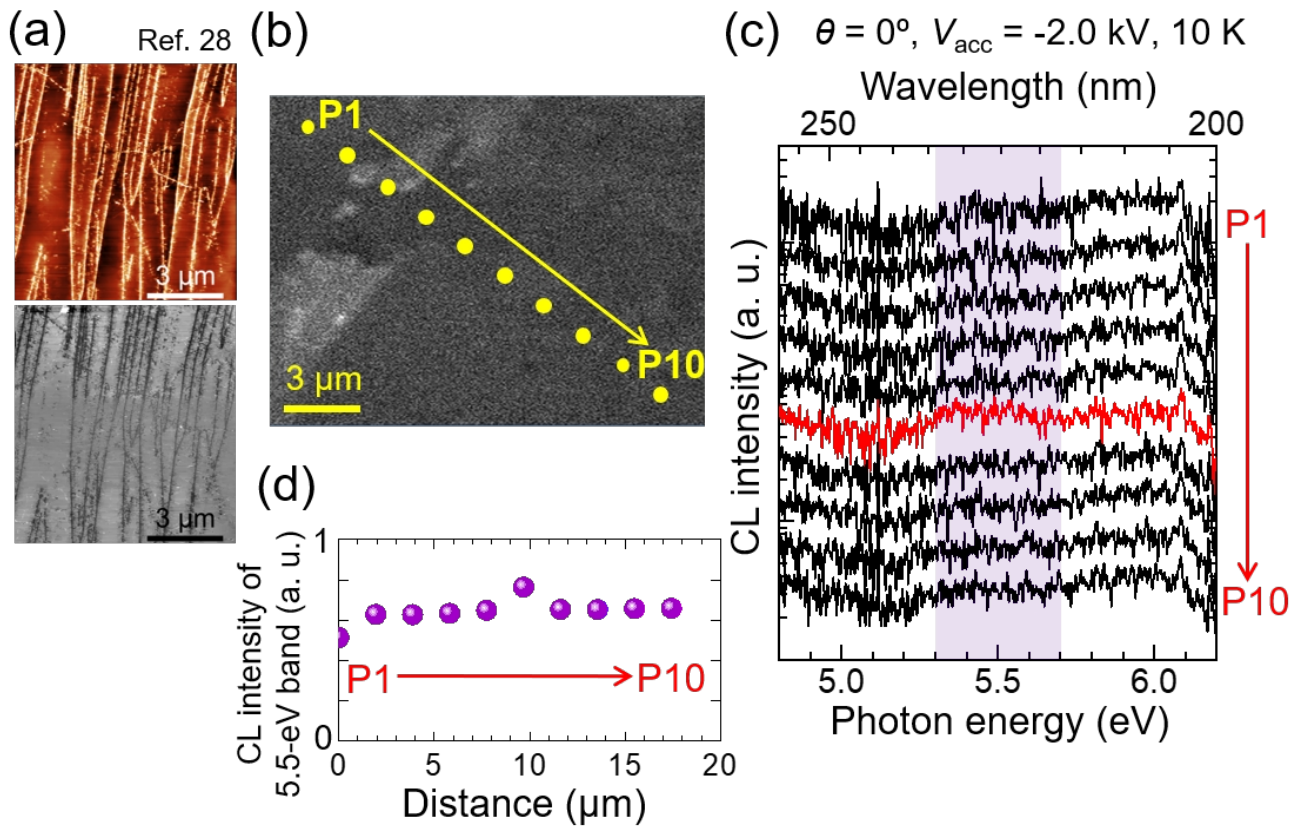 (a)
Ref. 28
3 μm
3 μm
(b)
P1
P10
3 μm
(c)
θ = 0º, Vacc = -2.0 kV, 10 K
Wavelength (nm)
250
200
CL intensity (a. u.)
P1
P10
5.0
5.5
6.0
Photon energy (eV)
(d)
CL intensity of
5.5-eV band (a. u.)
1
0
P1
P10
0
5
10
15
20
Distance (μm)